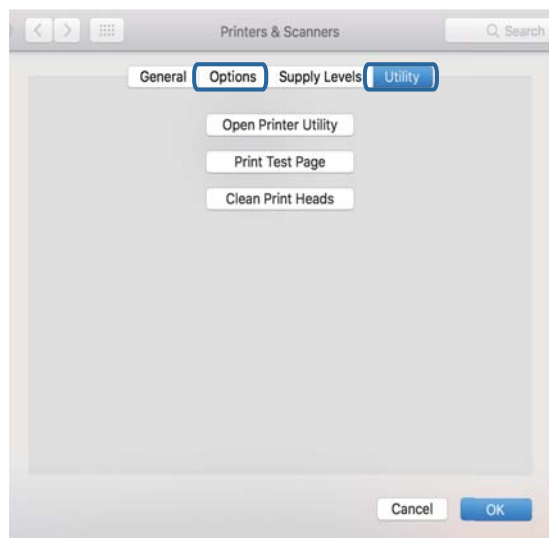 Printers & Scanners
Search
General Options Supply Levels Utility
Open Printer Utility
Print Test Page
Clean Print Heads
Cancel OK